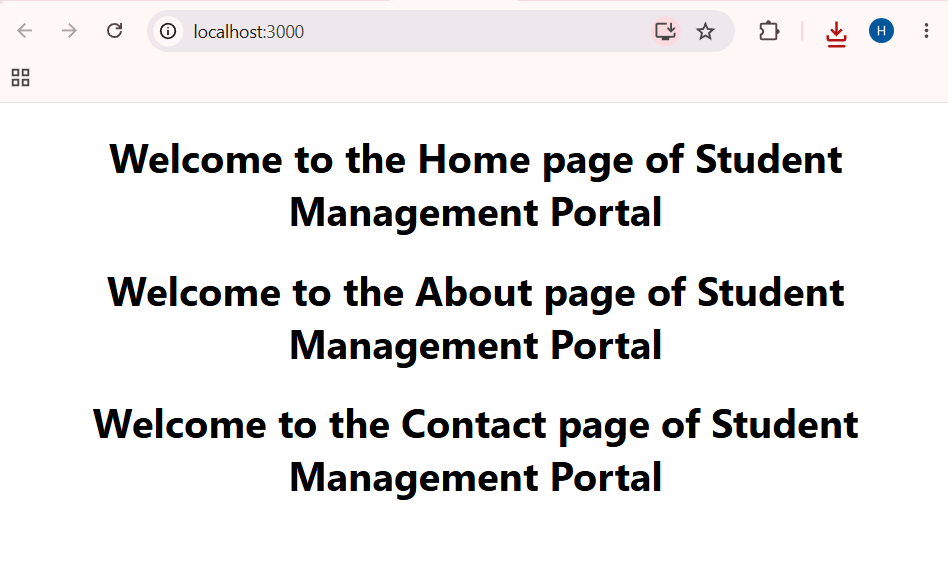 localhost:3000
H
Welcome to the Home page of Student
Management Portal
Welcome to the About page of Student
Management Portal
Welcome to the Contact page of Student
Management Portal